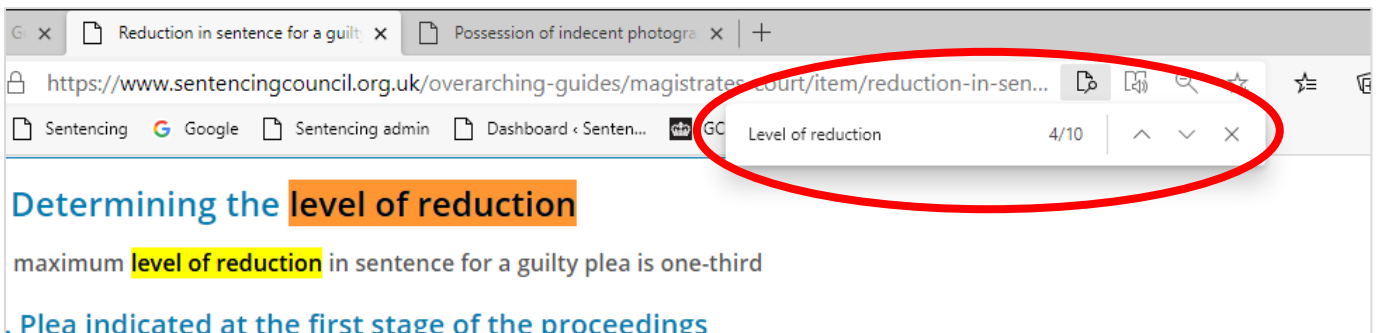 Reduction in sentence for a guilt Possession of indecent photogra
https://www.sentencingcouncil.org.uk/overarching-guides/magistrates-court/item/reduction-in-sen...
Sentencing Google Sentencing admin Dashboard ‹ Senten... GC
Level of reduction 4/10
Determining the level of reduction
maximum level of reduction in sentence for a guilty plea is one-third
. Plea indicated at the first stage of the proceedings